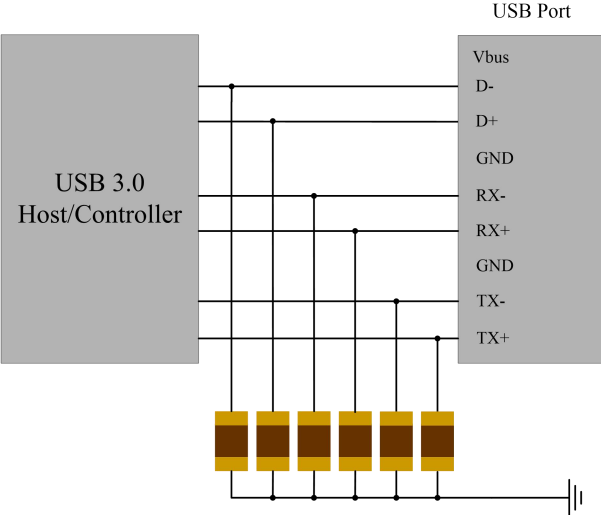 USB Port
USB 3.0
Host/Controller
Vbus
D-
D+
GND
RX-
RX+
GND
TX-
TX+